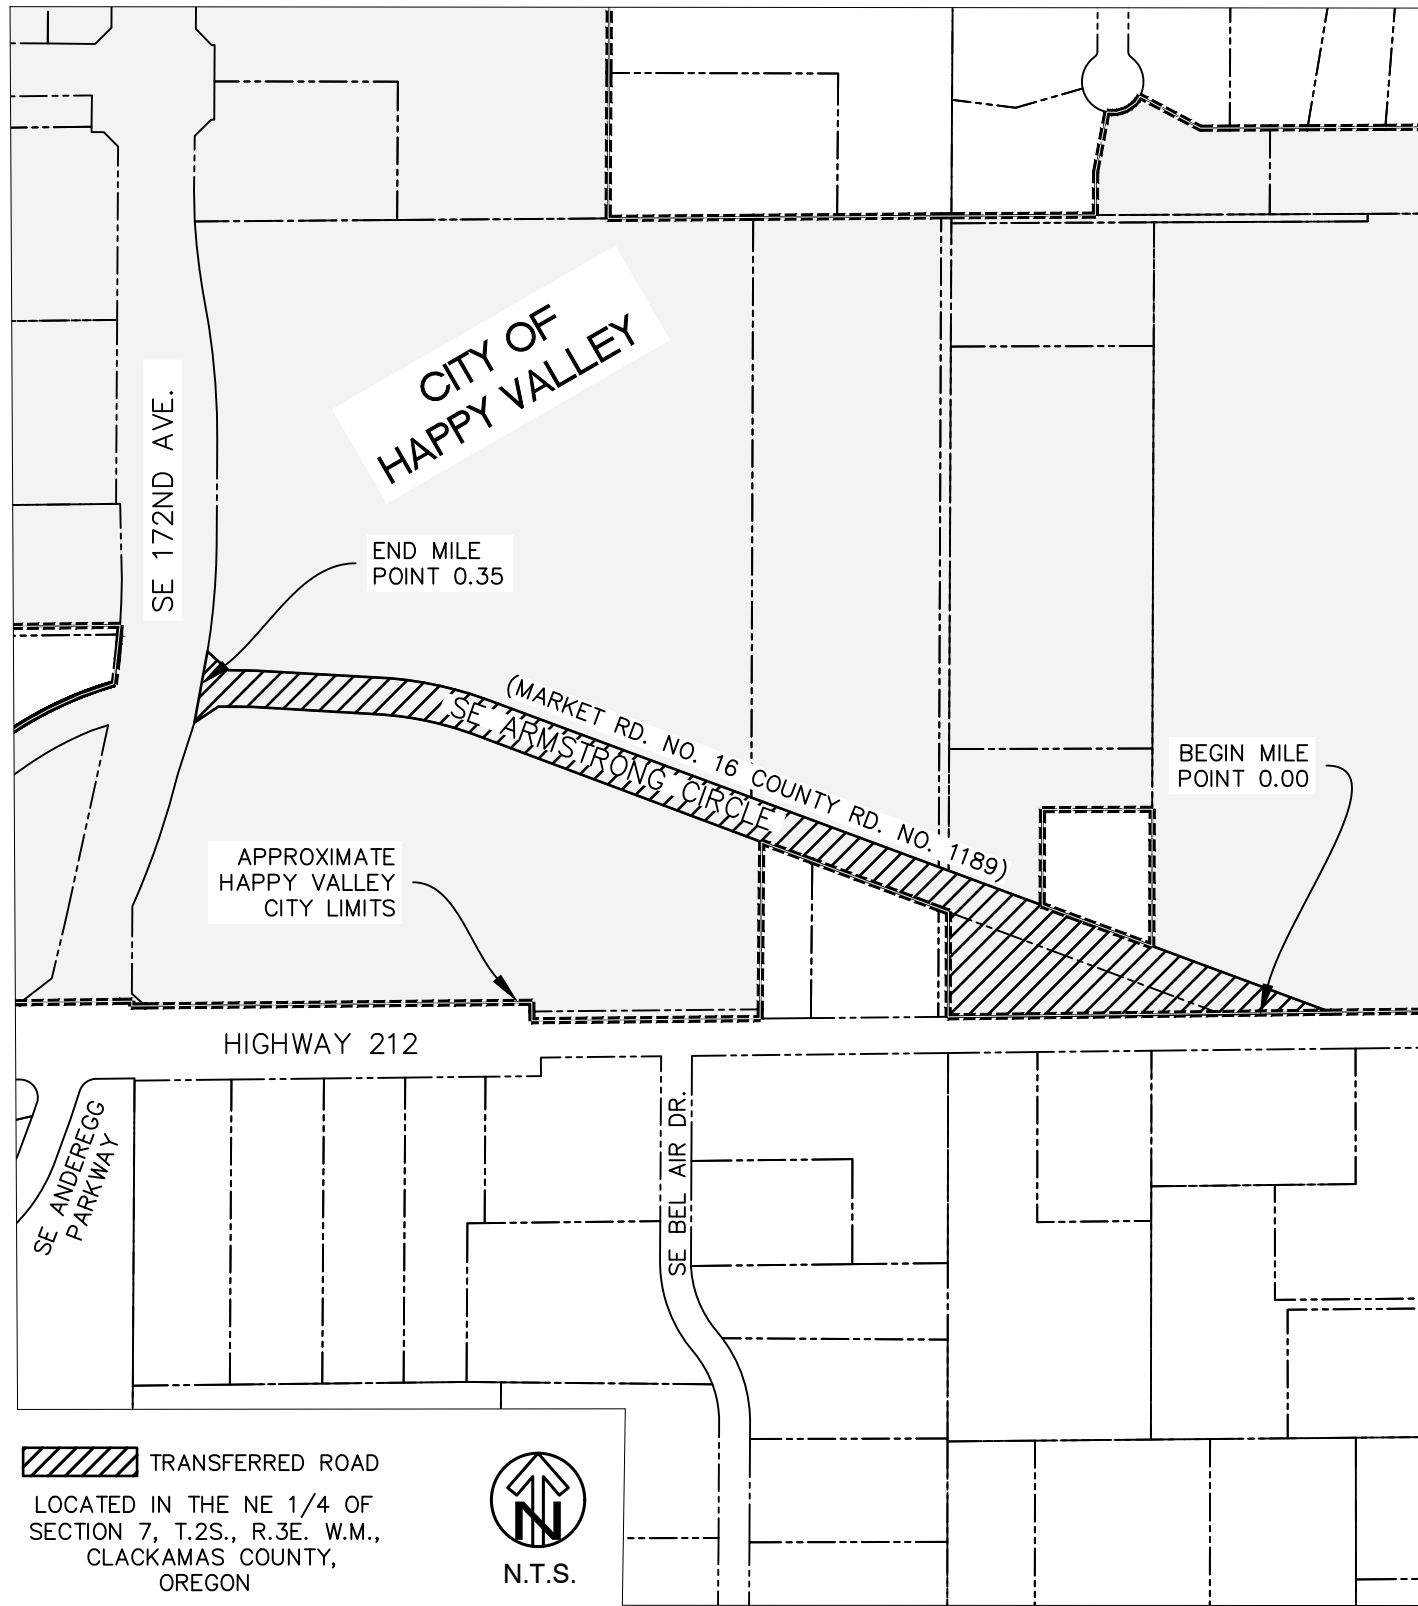 CITY OF
HAPPY VALLEY
SE 172ND AVE.
END MILE
POINT 0.35
(MARKET RD. NO. 16 COUNTY RD. NO. 1189)
SE ARMSTRONG CIRCLE
BEGIN MILE
POINT 0.00
APPROXIMATE
HAPPY VALLEY
CITY LIMITS
HIGHWAY 212
SE ANDEREGG
PARKWAY
SE BEL AIR DR.
TRANSFERRED ROAD
LOCATED IN THE NE 1/4 OF
SECTION 7, T.2S., R.3E. W.M.,
CLACKAMAS COUNTY,
OREGON
N
N.T.S.